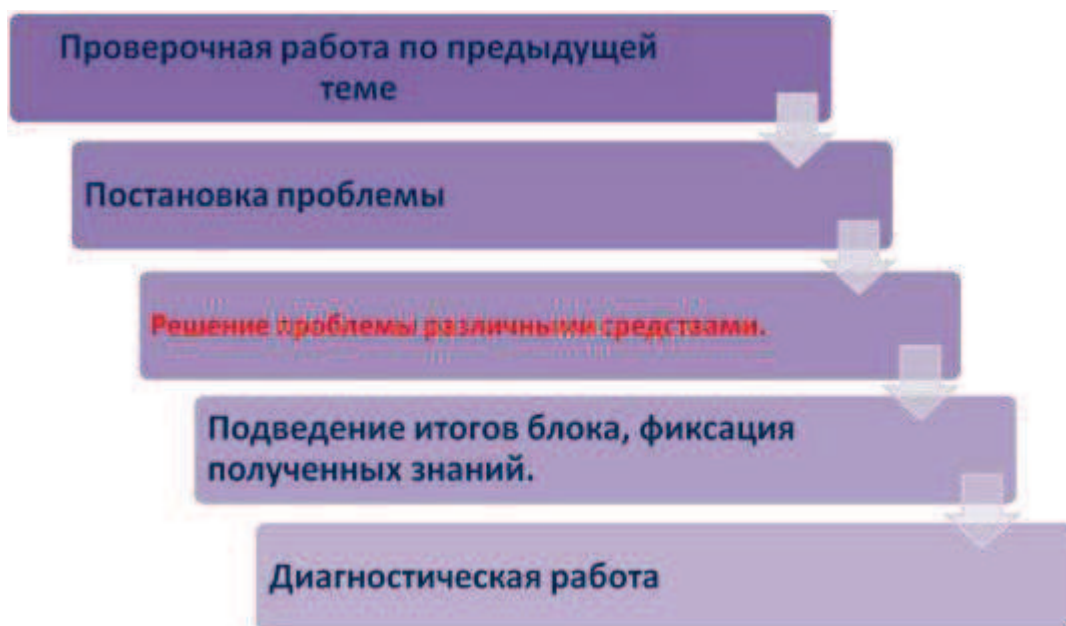 Проверочная работа по предыдущей
теме
Постановка проблемы
Решение проблемы различными средствами.
Подведение итогов блока, фиксация
полученных знаний.
Диагностическая работа